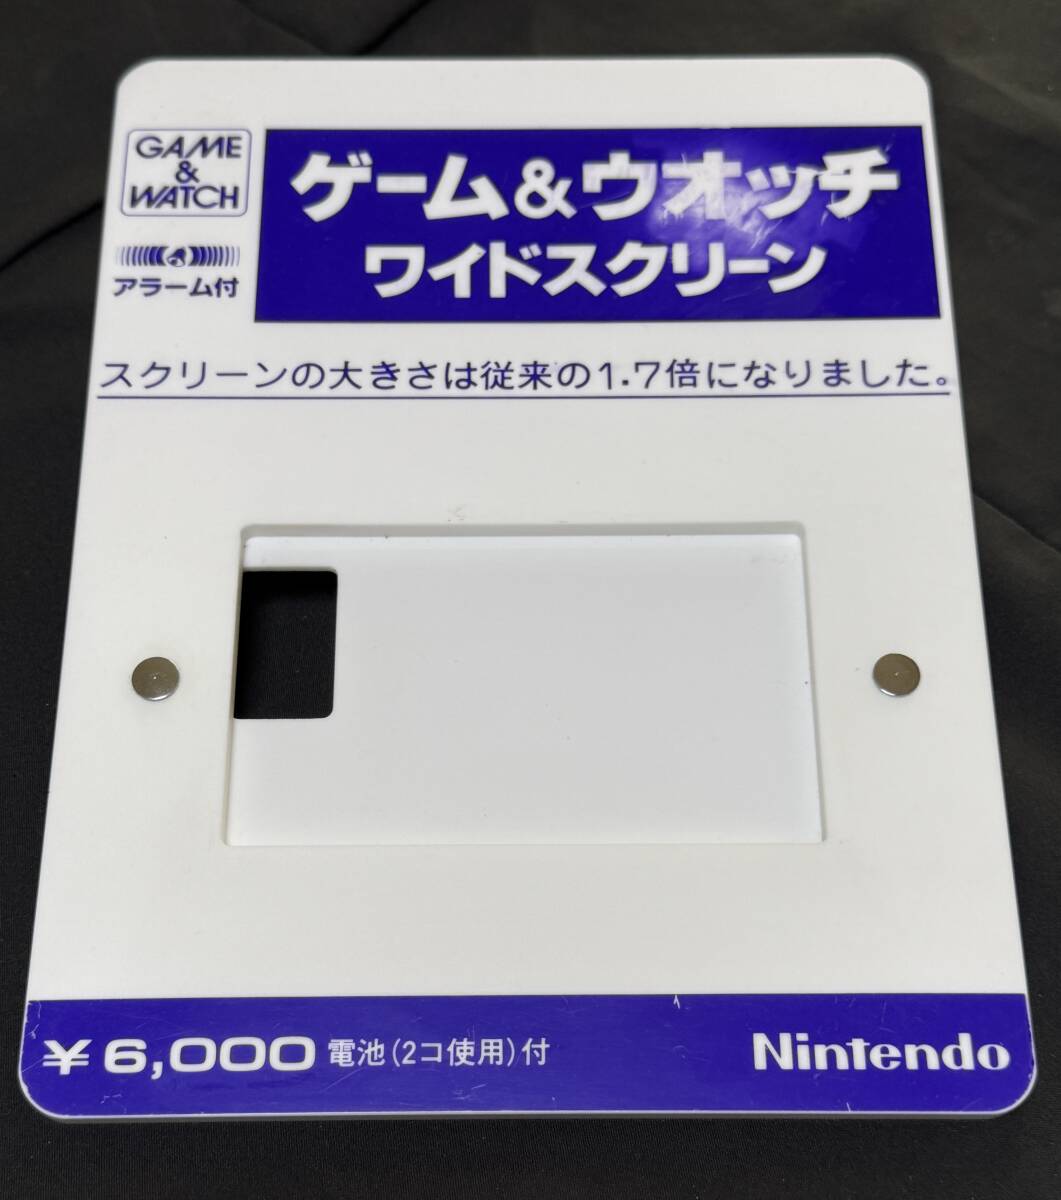 GAME
&
WATCH
アラーム付
ゲーム&ウオッチ
ワイドスクリーン
スクリーンの大きさは従来の1.7倍になりました。
¥6,000 電池(2コ使用)付
Nintendo